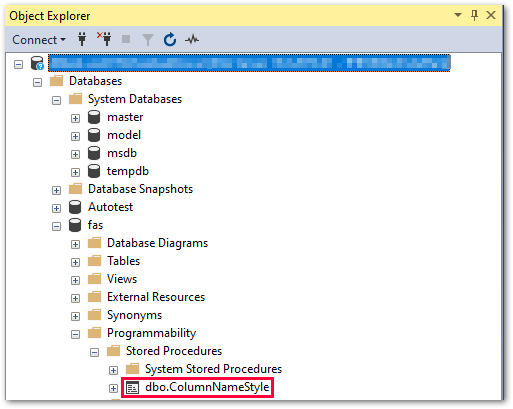 Object Explorer
Connect
Databases
System Databases
master
model
msdb
tempdb
Database Snapshots
Autotest
fas
Database Diagrams
Tables
Views
External Resources
Synonyms
Programmability
Stored Procedures
System Stored Procedures
dbo.ColumnNameStyle